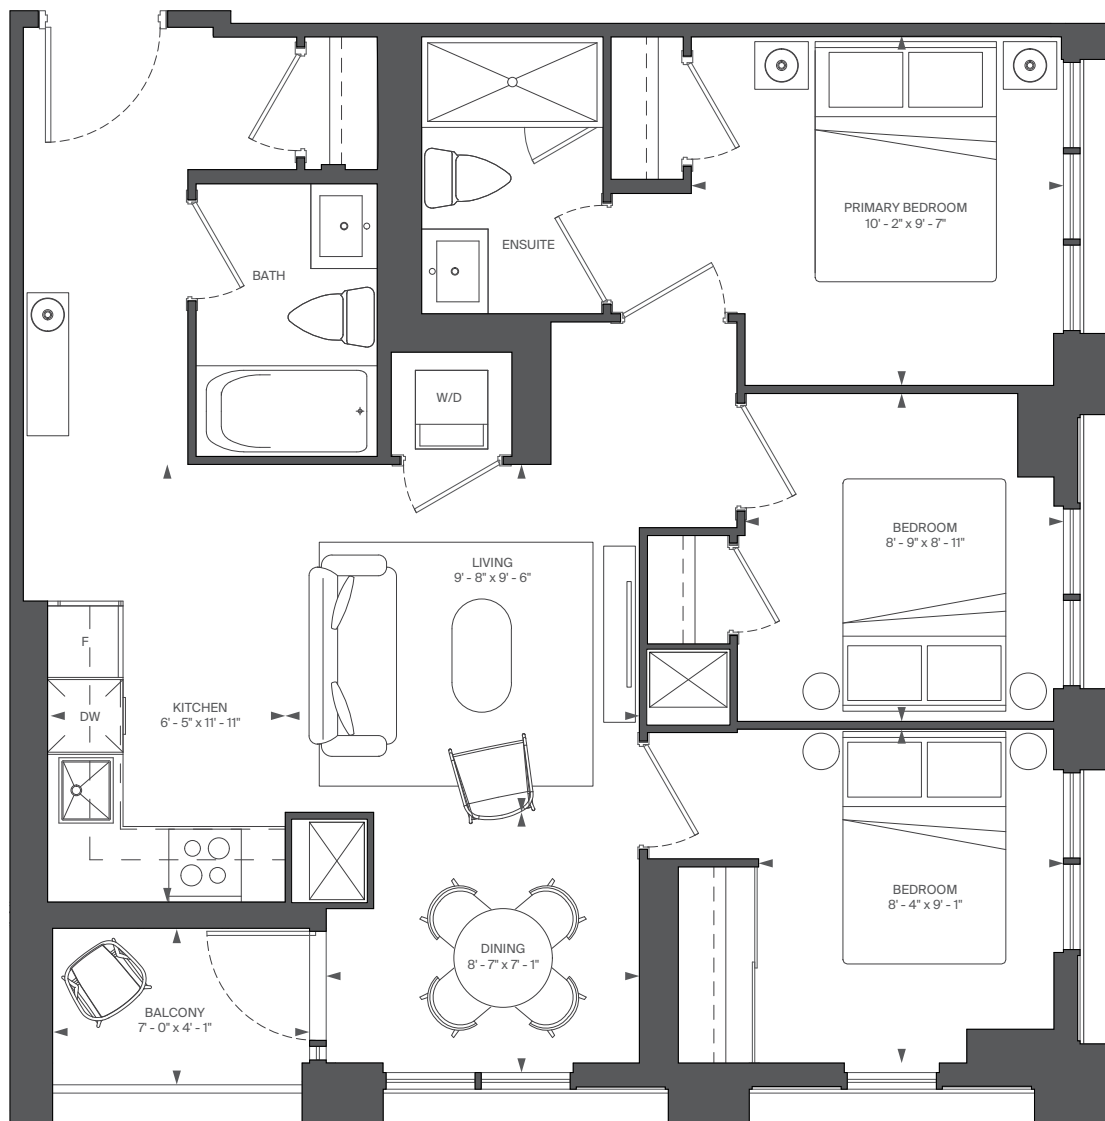 PRIMARY BEDROOM
10' - 2" x 9' - 7"
ENSUITE
BATH
W/D
BEDROOM
8' - 9" x 8' - 11"
LIVING
9' - 8" x 9' - 6"
F
DW
KITCHEN
6' - 5" x 11' - 11"
BEDROOM
8' - 4" x 9' - 1"
DINING
8' - 7" x 7' - 1"
BALCONY
7' - 0" x 4' - 1"